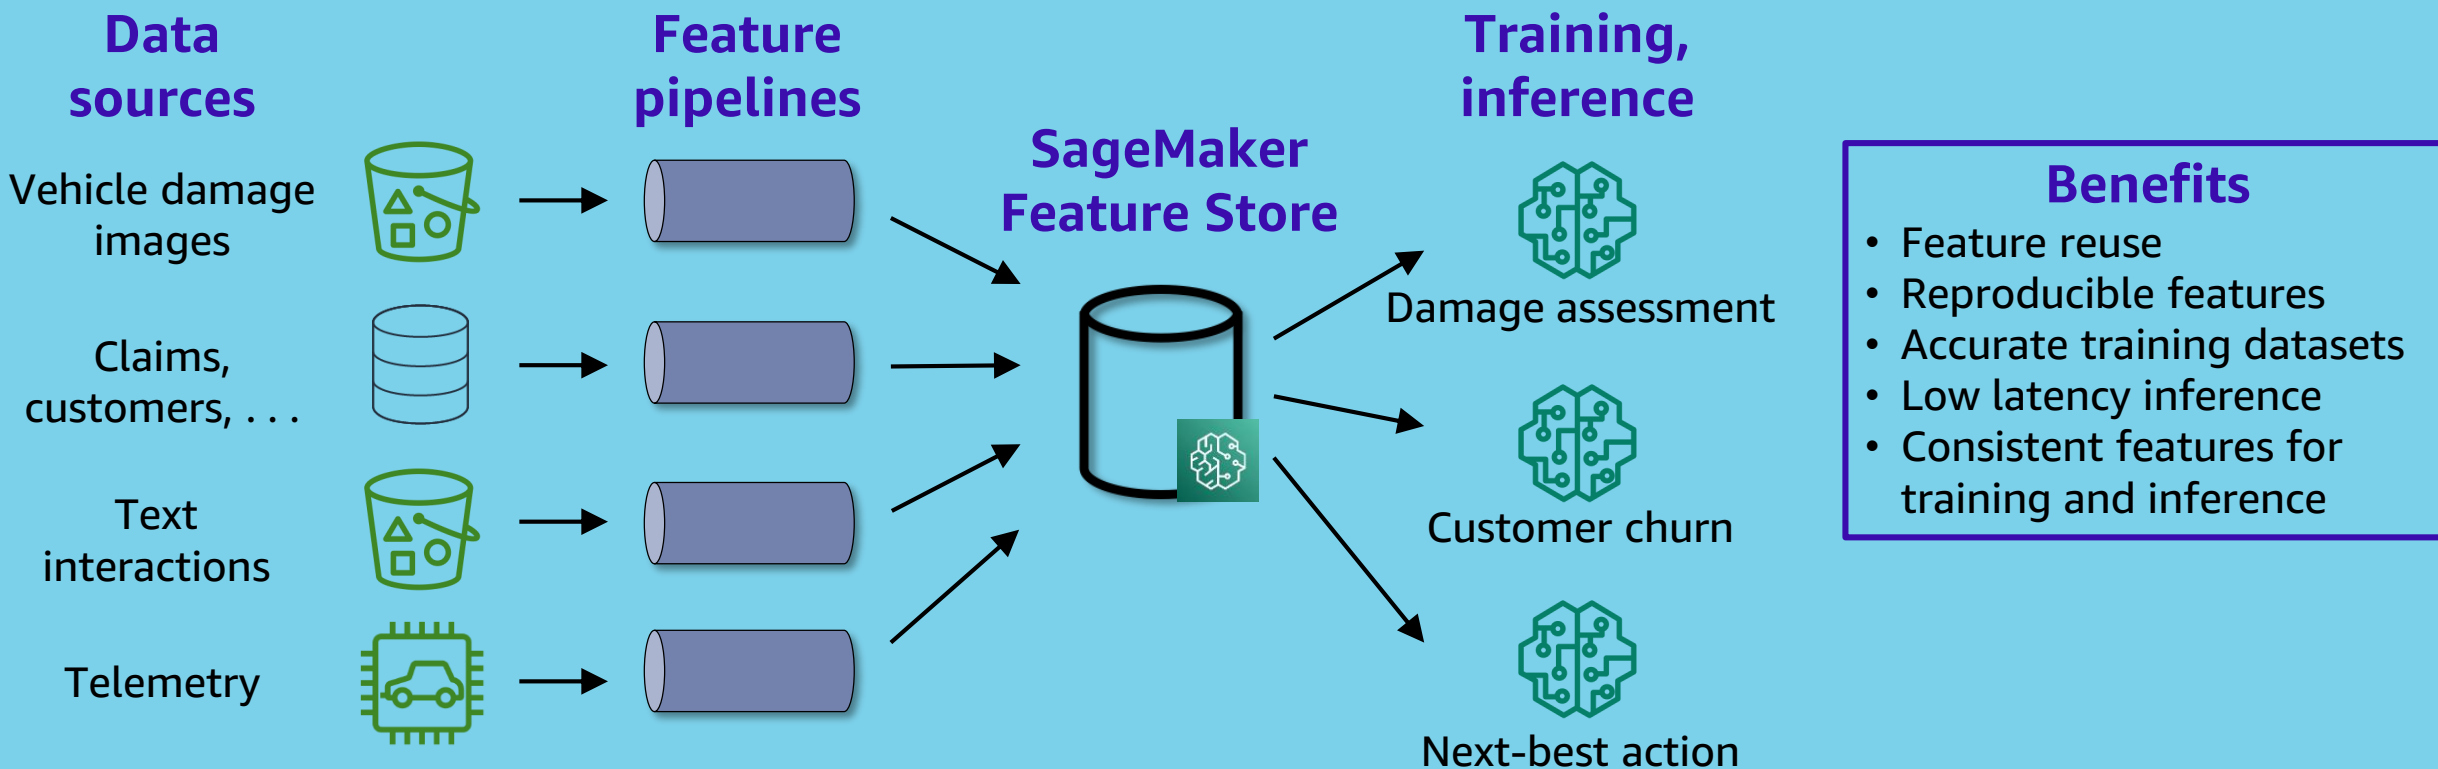 Data
sources
Feature
pipelines
Training,
inference
SageMaker
Feature Store
Vehicle damage
images
Claims,
customers, . . .
Text
interactions
Telemetry
Damage assessment
Customer churn
Next-best action
Benefits
• Feature reuse
• Reproducible features
• Accurate training datasets
• Low latency inference
• Consistent features for
training and inference